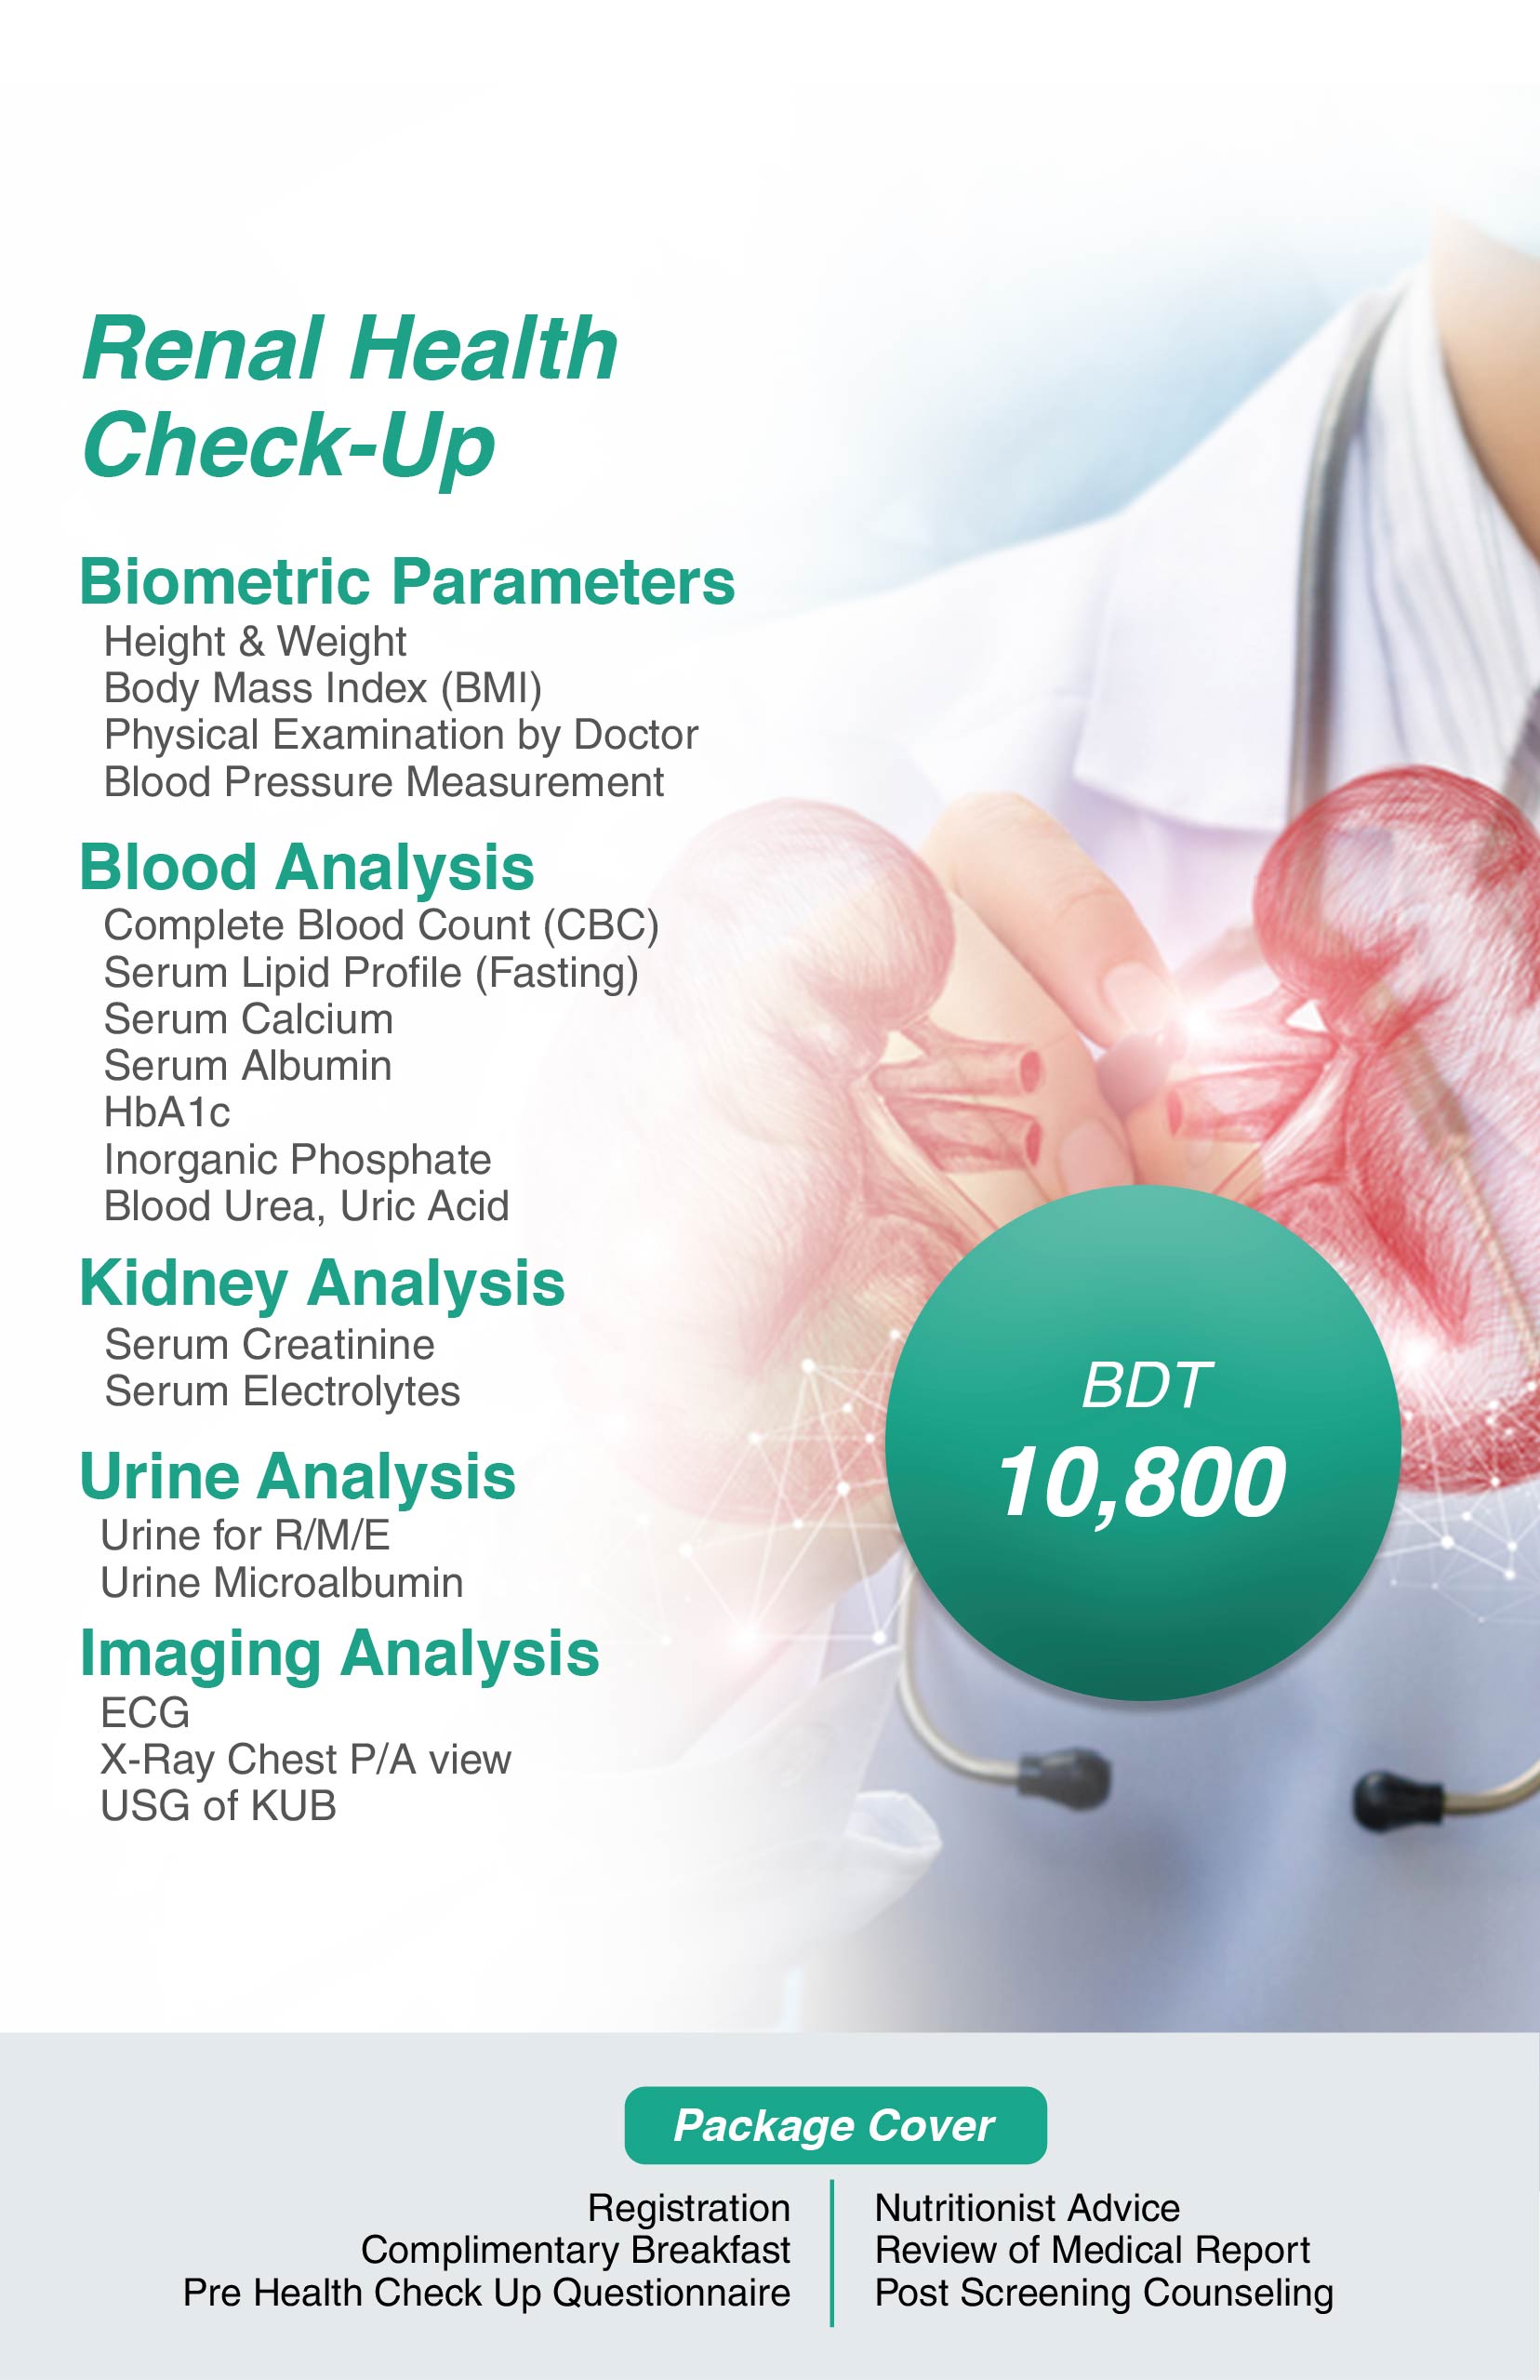 Renal Health
Check-Up
Biometric Parameters
Height & Weight
Body Mass Index (BMI)
Physical Examination by Doctor
Blood Pressure Measurement
Blood Analysis
Complete Blood Count (CBC)
Serum Lipid Profile (Fasting)
Serum Calcium
Serum Albumin
HbA1c
Inorganic Phosphate
Blood Urea, Uric Acid
Kidney Analysis
Serum Creatinine
Serum Electrolytes
Urine Analysis
Urine for R/M/E
Urine Microalbumin
Imaging Analysis
ECG
X-Ray Chest P/A view
USG of KUB
BDT
10,800
Package Cover
Registration
Complimentary Breakfast
Pre Health Check Up Questionnaire
Nutritionist Advice
Review of Medical Report
Post Screening Counseling